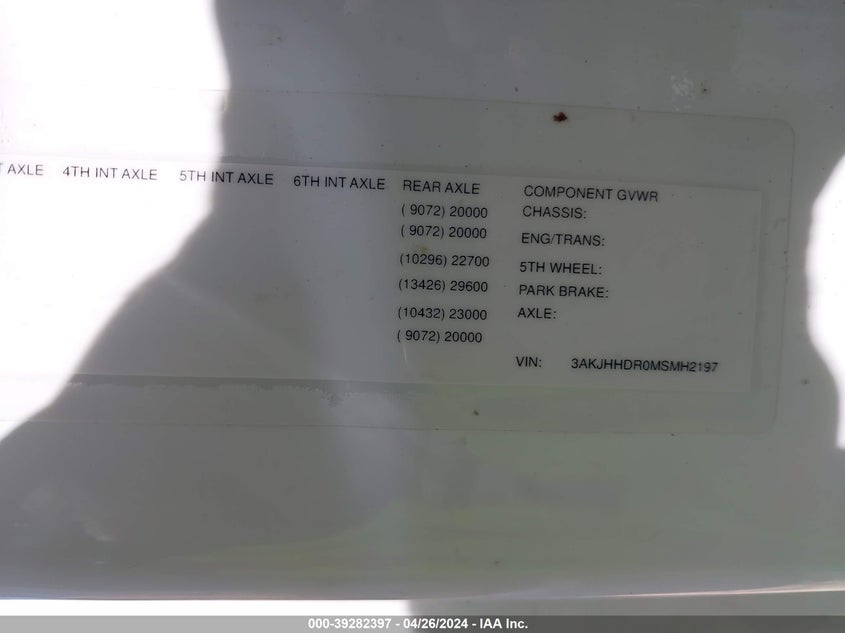 T AXLE 4TH INT AXLE 5TH INT AXLE 6TH INT AXLE REAR AXLE COMPONENT GVWR
( 9072) 20000 CHASSIS:
( 9072) 20000 ENG/TRANS:
(10296) 22700 5TH WHEEL:
(13426) 29600 PARK BRAKE:
(10432) 23000 AXLE:
( 9072) 20000
VIN: 3AKJHHDR0MSMH2197
000-39282397 - 04/26/2024 - IAA Inc.